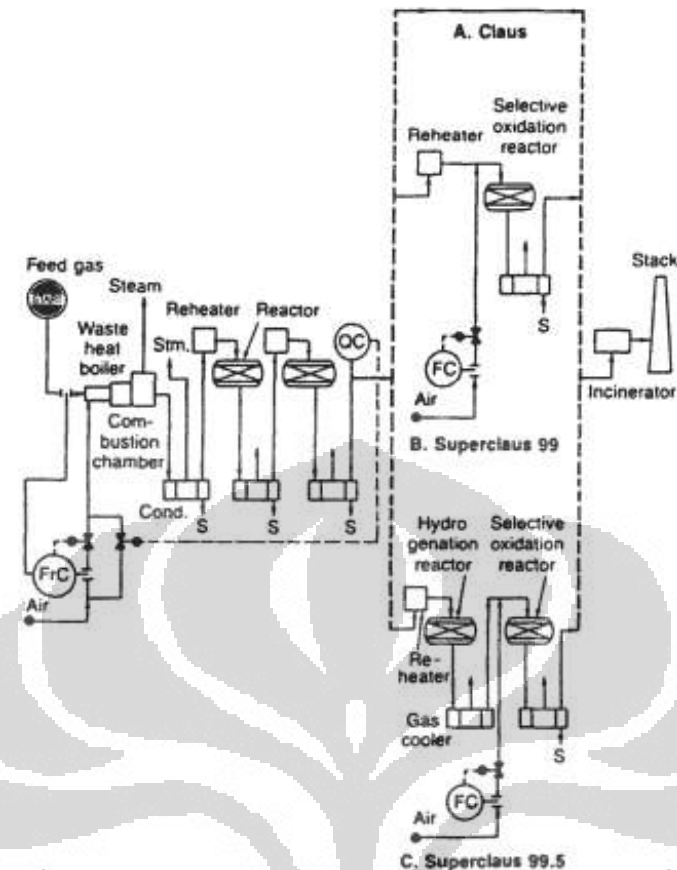 A. Claus
Selective
oxidation
reactor
Reheater
Feed gas
Steam
Waste
heat
boiler
Reheater
Reactor
Stm.
QC
Stack
S
FC
Air
Incinerator
B. Superclaus 99
Com-
bustion
chamber
Cond.
S
S
S
FrC
Air
Hydro
genation
reactor
Selective
oxidation
reactor
Re-
heater
Gas
cooler
S
FC
Air
C. Superclaus 99.5